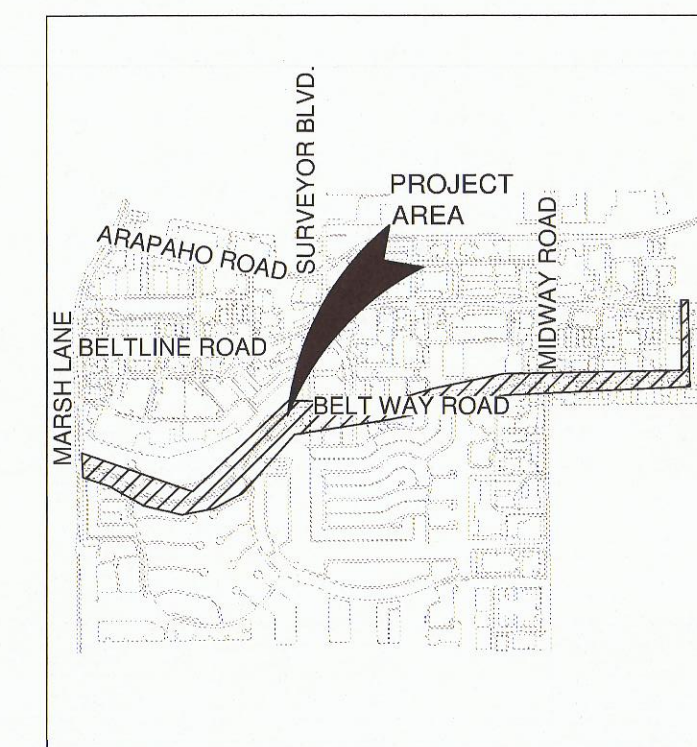 SURVEYOR BLVD.
PROJECT
AREA
ARAPAHO ROAD
MIDWAY ROAD
MARSH LANE
BELTLINE ROAD
BELT WAY ROAD